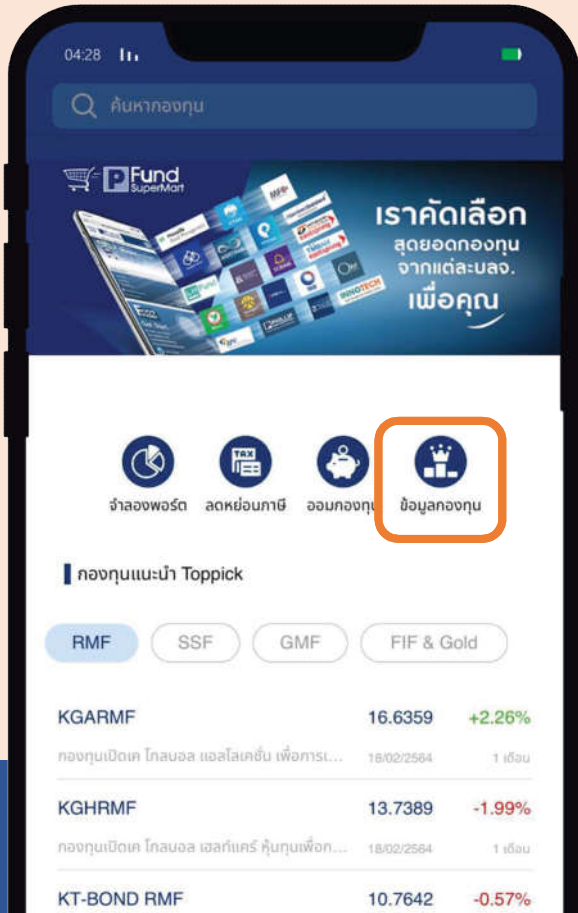 04:28
ค้นหากองทุน
P Fund
SuperMart
เราคัดเลือก
สุดยอดกองทุน
จากแต่ละบลจ.
เพื่อคุณ
TAX
จำลองพอร์ต ลดหย่อนภาษี ออมกองทุน ข้อมูลกองทุน
กองทุนแนะนำ Toppick
RMF SSF GMF FIF & Gold
KGARMF 16.6359 +2.26%
กองทุนเปิดเค โกลบอล แอสโลเคชั่น เพื่อการเ... 18/02/2564 1 เดือน
KGHRMF 13.7389 -1.99%
กองทุนเปิดเค โกลบอล เฮลท์แคร์ หุ้นทุนเพื่อก... 18/02/2564 1 เดือน
KT-BOND RMF 10.7642 -0.57%